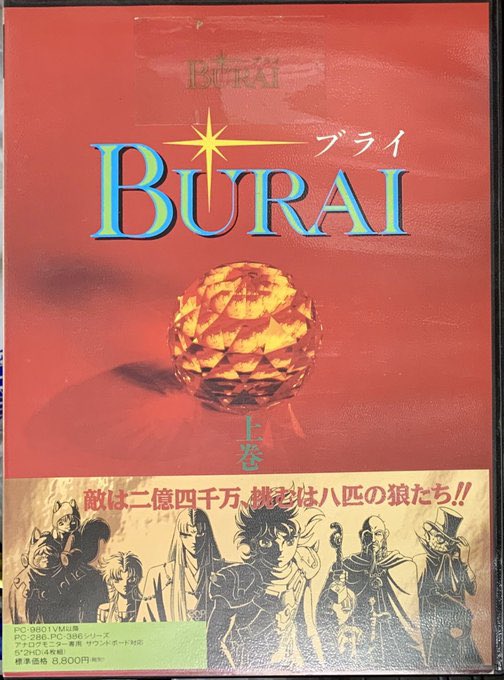 BURAI
ブライ
BURAI
上巻
敵は二億四千万、挑むは八匹の狼たち!!
PC-9801VM以降
PC-286、PC-386シリーズ
アナログモニター専用 サウンドボード対応
5"2HD(4枚組)
標準価格 8,800円(税別)